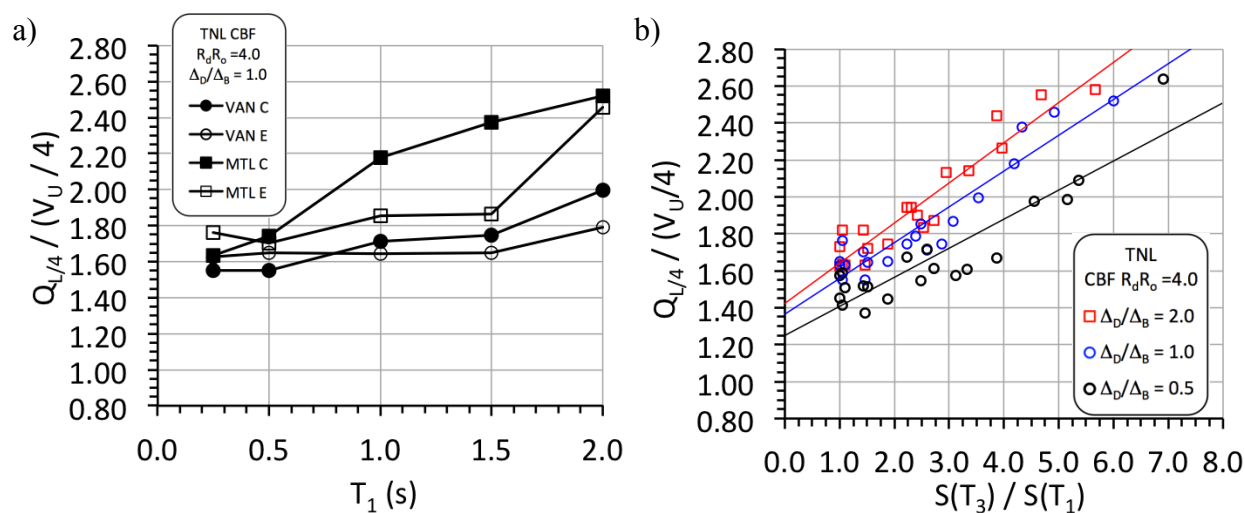 a)
TNL CBF
RdRo =4.0
ΔD/ΔB = 1.0
VAN C
VAN E
MTL C
MTL E
QL/4 / (VU / 4)
2.80
2.60
2.40
2.20
2.00
1.80
1.60
1.40
1.20
1.00
0.80
0.0 0.5 1.0 1.5 2.0
T1 (s)
b)
QL/4 / (VU/4)
2.80
2.60
2.40
2.20
2.00
1.80
1.60
1.40
1.20
1.00
0.80
TNL
CBF RdRo =4.0
ΔD/ΔB = 2.0
ΔD/ΔB = 1.0
ΔD/ΔB = 0.5
0.0 1.0 2.0 3.0 4.0 5.0 6.0 7.0 8.0
S(T3) / S(T1)